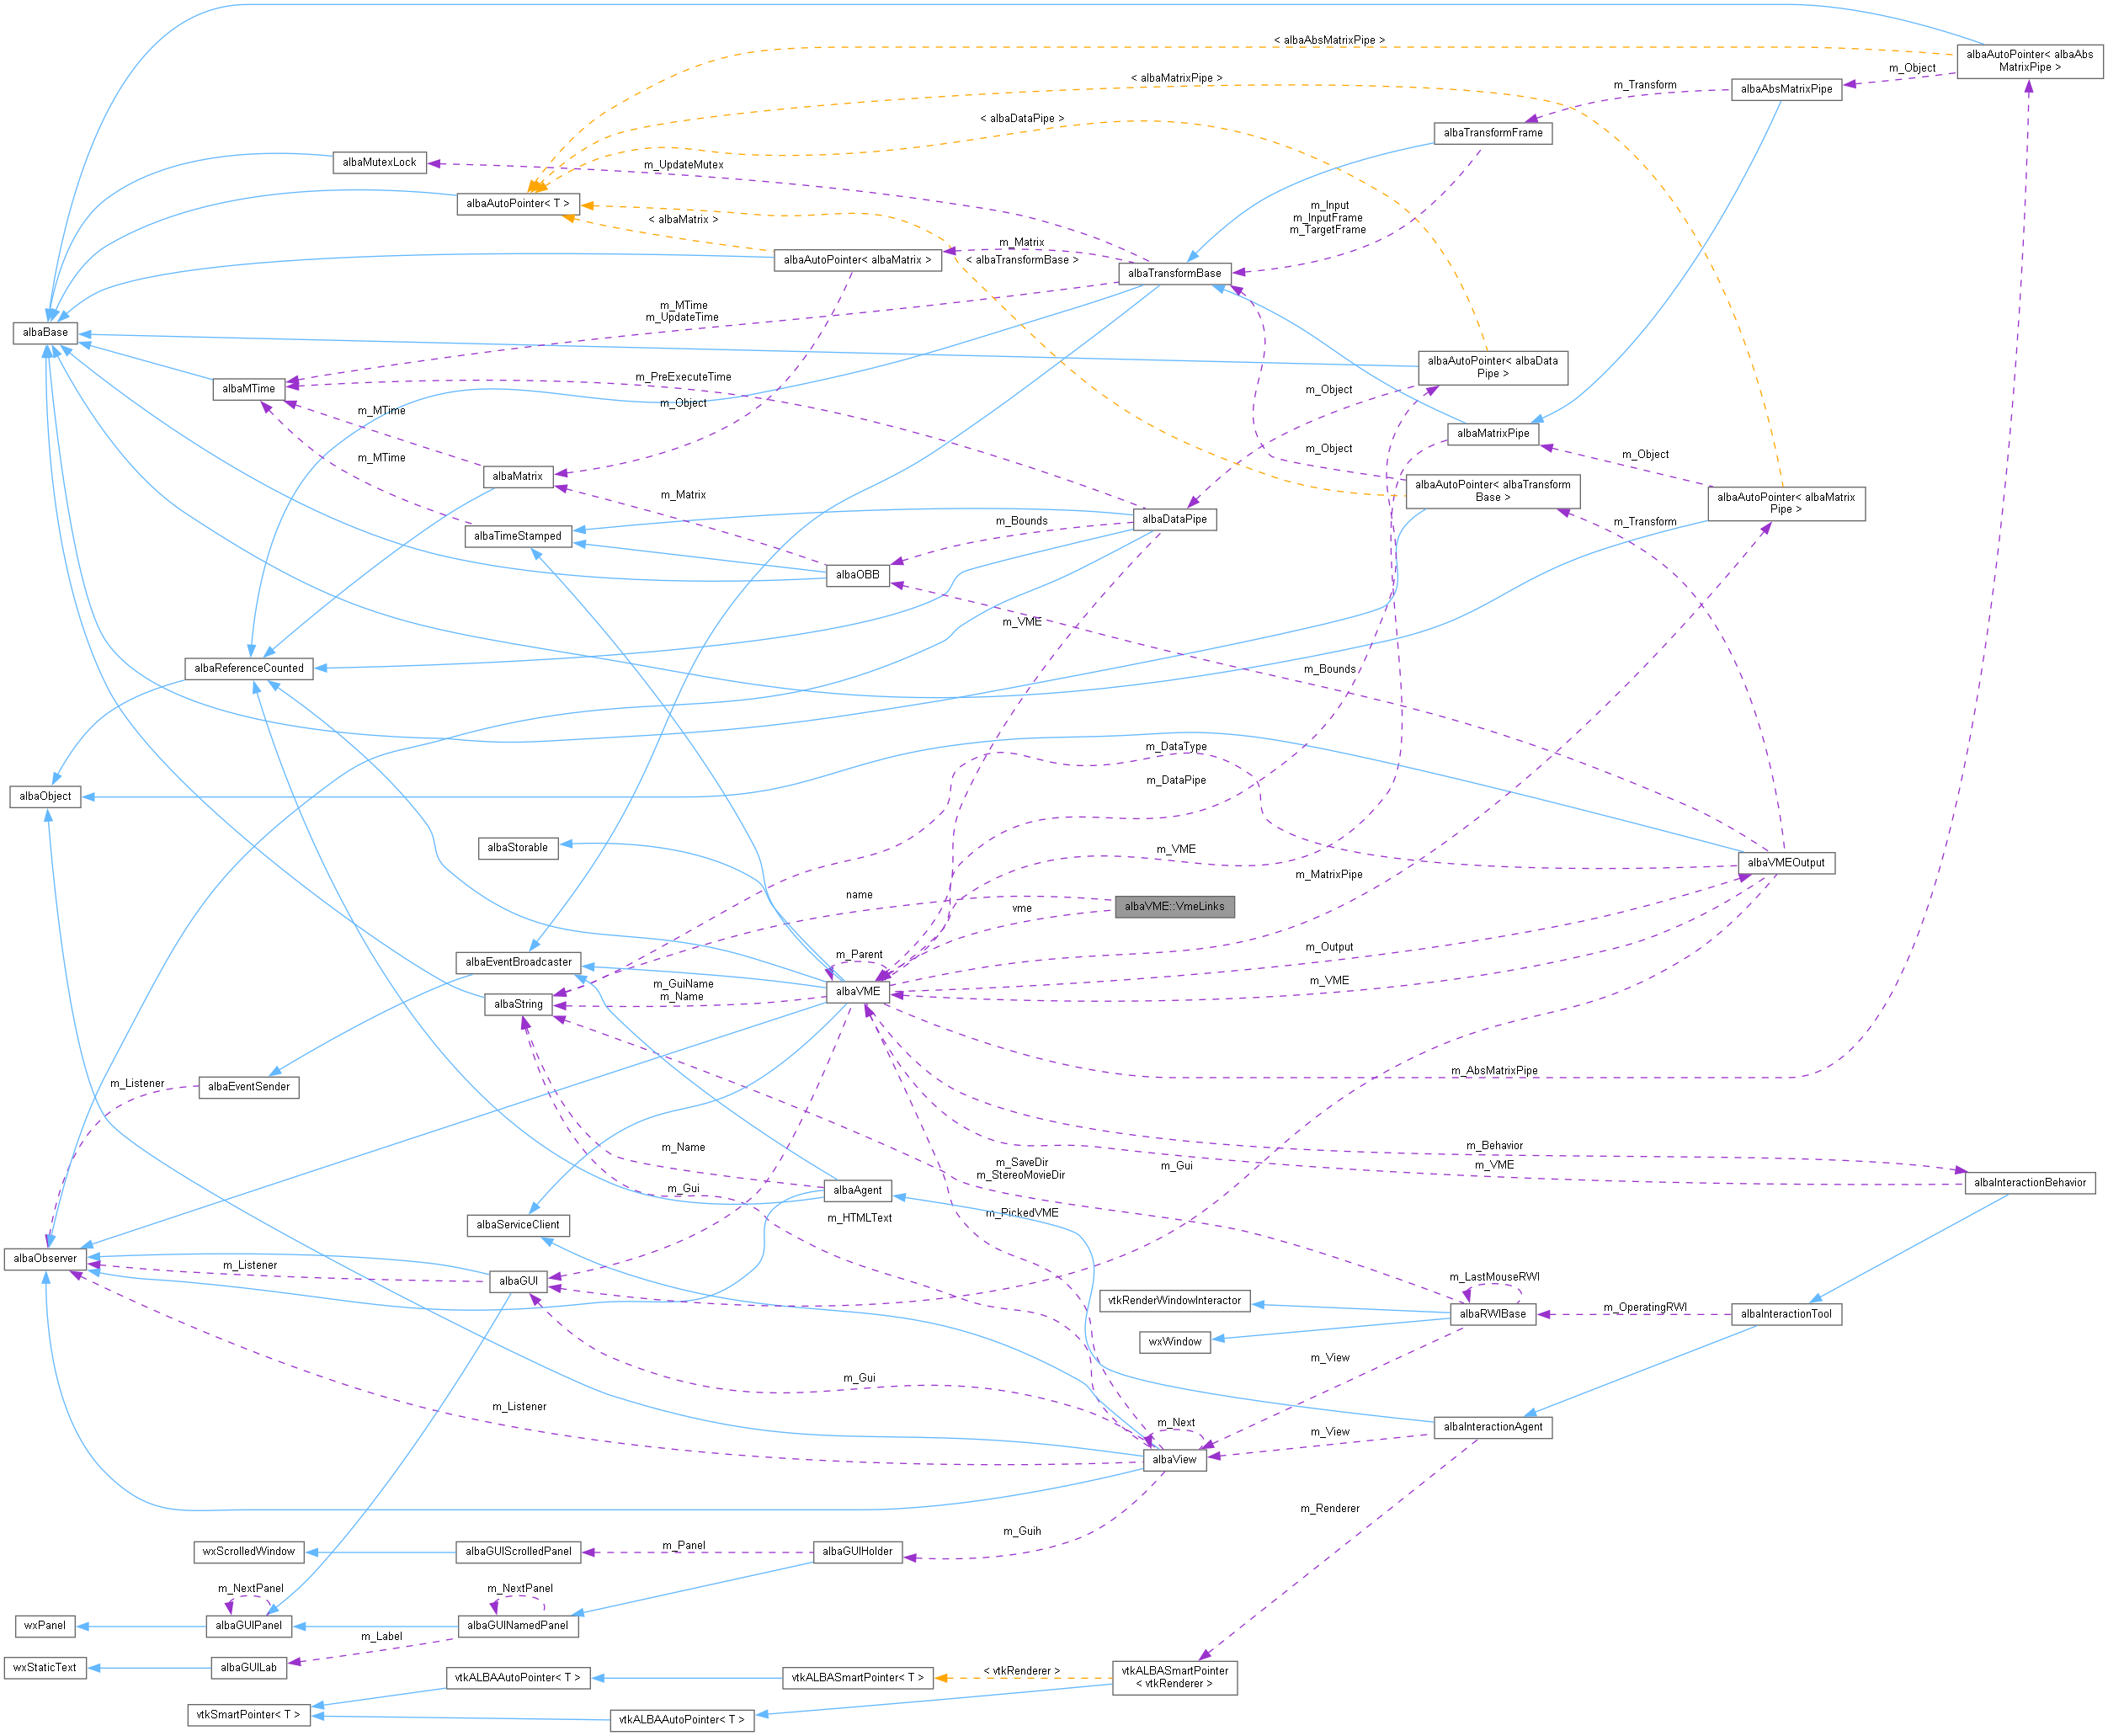 < albaAbsMatrixPipe >
albaAutoPointer< albaAbs
MatrixPipe >
m_Object
< albaMatrixPipe >
m_Transform
albaAbsMatrixPipe
< albaDataPipe >
albaTransformFrame
albaMutexLock
m_UpdateMutex
albaAutoPointer< T >
m_Input
m_InputFrame
m_TargetFrame
< albaMatrix >
m_Matrix
albaAutoPointer< albaMatrix >
< albaTransformBase >
albaTransformBase
m_MTime
m_UpdateTime
albaBase
albaAutoPointer< albaData
Pipe >
m_PreExecuteTime
albaMTime
m_Object
m_Object
m_MTime
albaMatrixPipe
m_Object
m_Object
m_MTime
albaMatrix
albaAutoPointer< albaTransform
Base >
albaAutoPointer< albaMatrix
Pipe >
m_Matrix
m_Bounds
albaDataPipe
m_Transform
albaTimeStamped
albaOBB
m_VME
albaReferenceCounted
m_Bounds
m_DataType
m_DataPipe
albaObject
albaStorable
m_VME
albaVMEOutput
m_MatrixPipe
name
vme
albaVME::VmeLinks
m_Parent
m_Output
albaEventBroadcaster
m_GuiName
m_Name
albaVME
m_VME
albaString
m_Listener
albaEventSender
m_AbsMatrixPipe
m_Name
m_Behavior
m_SaveDir
m_StereoMovieDir
m_Gui
m_VME
m_Gui
albaAgent
albaInteractionBehavior
m_HTMLText
m_PickedVME
albaServiceClient
albaObserver
m_Listener
albaGUI
m_LastMouseRWI
vtkRenderWindowInteractor
albaRWIBase
m_OperatingRWI
albaInteractionTool
wxWindow
m_View
m_Gui
m_Listener
m_Next
m_View
albaInteractionAgent
albaView
m_Renderer
m_Guih
wxScrolledWindow
albaGUIScrolledPanel
m_Panel
albaGUIHolder
m_NextPanel
m_NextPanel
wxPanel
albaGUIPanel
albaGUINamedPanel
m_Label
wxStaticText
albaGUILab
vtkALBAAutoPointer< T >
vtkALBASmartPointer< T >
< vtkRenderer >
vtkALBASmartPointer
< vtkRenderer >
vtkSmartPointer< T >
vtkALBAAutoPointer< T >